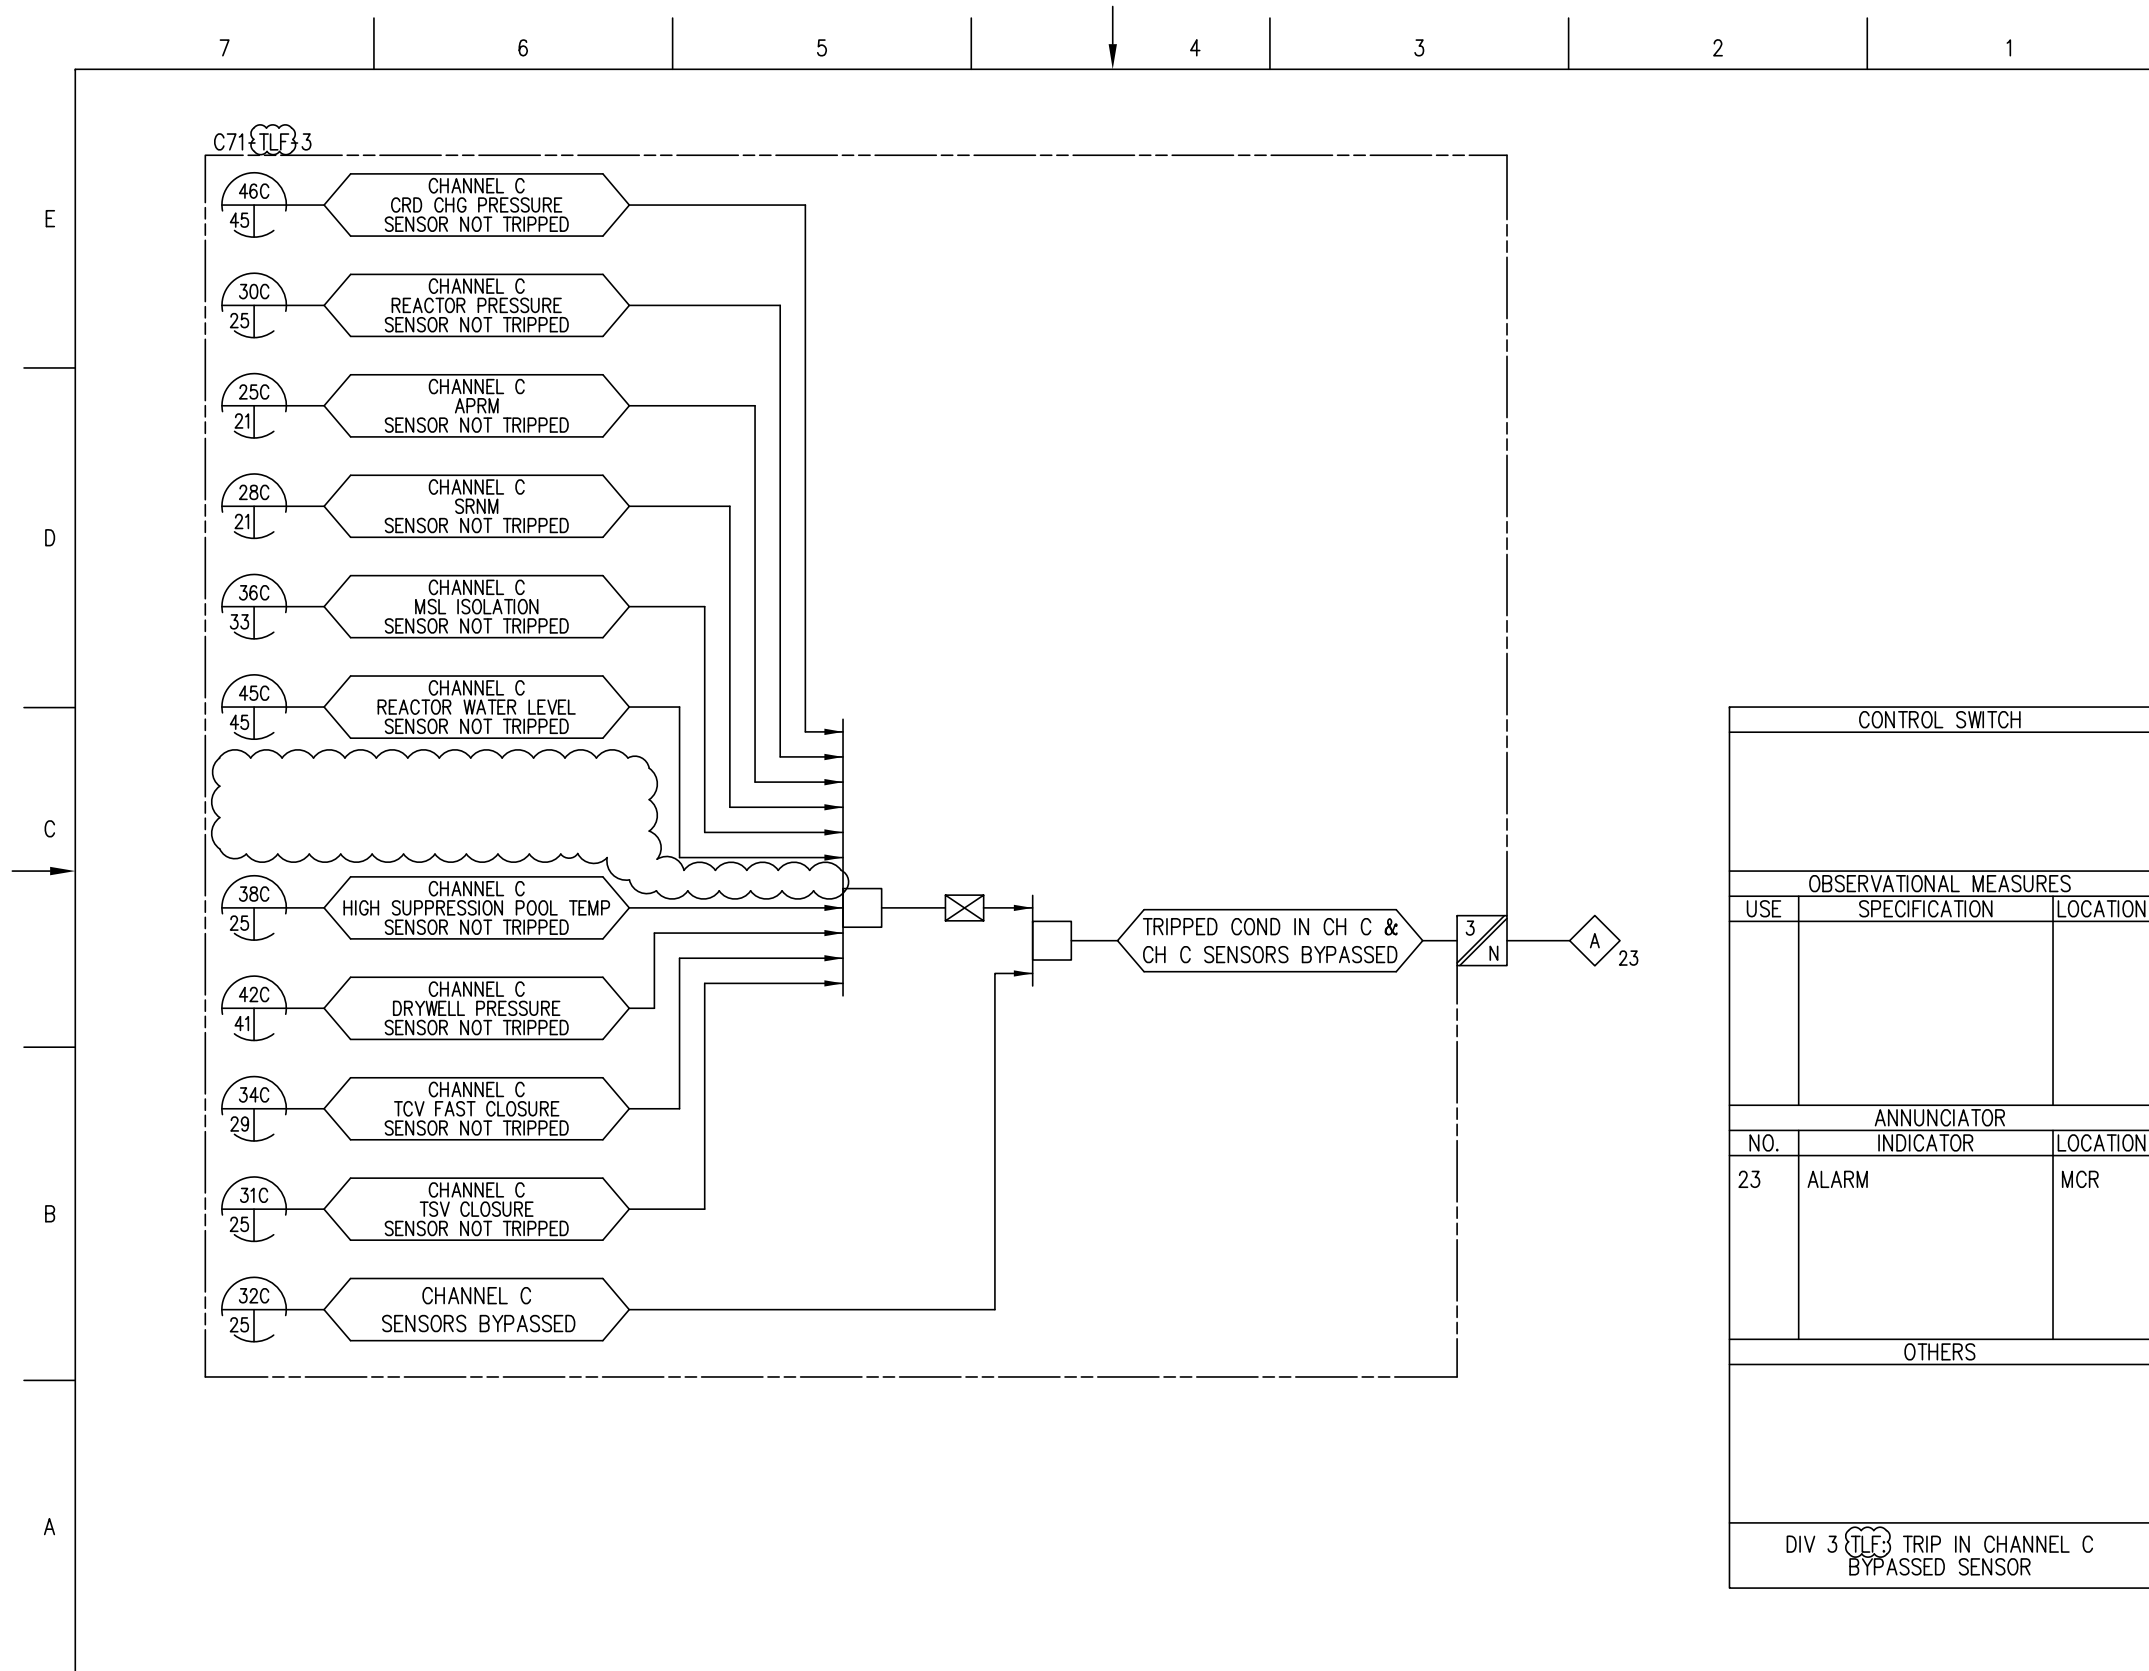 7 6 5 4 3 2 1
C71-TLF-3
46C
45
CHANNEL C
CRD CHG PRESSURE
SENSOR NOT TRIPPED
E
30C
25
CHANNEL C
REACTOR PRESSURE
SENSOR NOT TRIPPED
25C
21
CHANNEL C
APRM
SENSOR NOT TRIPPED
28C
21
CHANNEL C
SRNM
SENSOR NOT TRIPPED
D
36C
33
CHANNEL C
MSL ISOLATION
SENSOR NOT TRIPPED
45C
45
CHANNEL C
REACTOR WATER LEVEL
SENSOR NOT TRIPPED
C
38C
25
CHANNEL C
HIGH SUPPRESSION POOL TEMP
SENSOR NOT TRIPPED
42C
41
CHANNEL C
DRYWELL PRESSURE
SENSOR NOT TRIPPED
34C
29
CHANNEL C
TCV FAST CLOSURE
SENSOR NOT TRIPPED
31C
25
CHANNEL C
TSV CLOSURE
SENSOR NOT TRIPPED
B
32C
25
CHANNEL C
SENSORS BYPASSED
A
TRIPPED COND IN CH C &
CH C SENSORS BYPASSED
3
N
A
23
CONTROL SWITCH
OBSERVATIONAL MEASURES
USE SPECIFICATION LOCATION
ANNUNCIATOR
NO. INDICATOR LOCATION
23 ALARM MCR
OTHERS
DIV 3 TLF: TRIP IN CHANNEL C
BYPASSED SENSOR